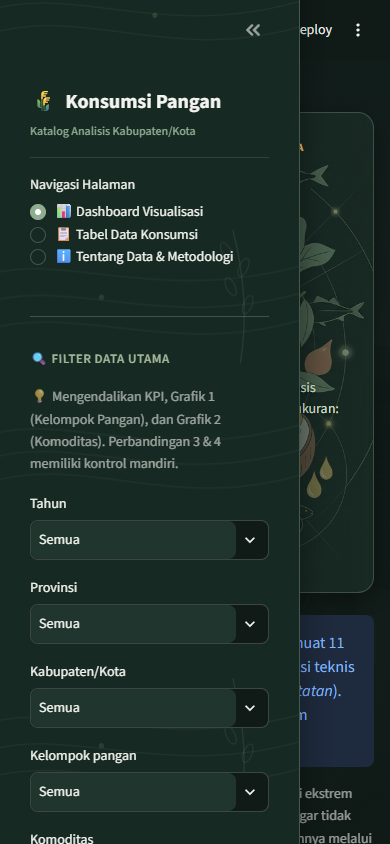 eploy
Konsumsi Pangan
Katalog Analisis Kabupaten/Kota
Navigasi Halaman
Dashboard Visualisasi
Tabel Data Konsumsi
Tentang Data & Metodologi
FILTER DATA UTAMA
Mengendalikan KPI, Grafik 1
(Kelompok Pangan), dan Grafik 2
(Komoditas). Perbandingan 3 & 4
memiliki kontrol mandiri.
Tahun
Semua
Provinsi
Semua
Kabupaten/Kota
Semua
Kelompok pangan
Semua
Komoditas
A
sis
ukuran:
nuat 11
si teknis
tatan).
m
i ekstrem
gar tidak
nnya melalui